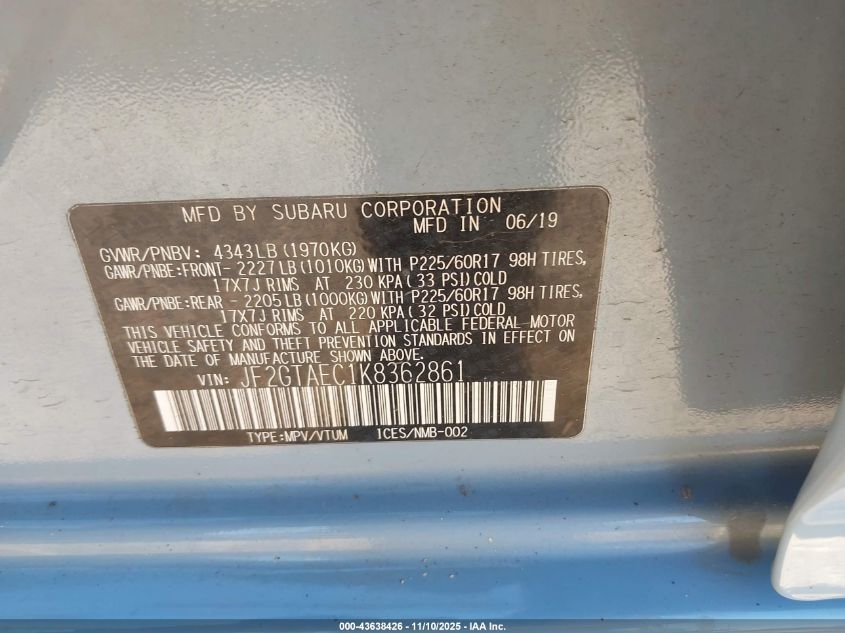 MFD BY SUBARU CORPORATION
MFD IN 06/19
GVWR/PNBV: 4343LB(1970KG)
GAWR/PNBE:FRONT- 2227LB(1010KG)WITH P225/60R17 98H TIRES,
17X7J RIMS AT 230 KPA( 33 PSI)COLD
GAWR/PNBE:REAR - 2205LB(1000KG)WITH P225/60R17 98H TIRES,
17X7J RIMS AT 220 KPA( 32 PSI)COLD
THIS VEHICLE CONFORMS TO ALL APPLICABLE FEDERAL-MOTOR
VEHICLE SAFETY AND THEFT PREVENTION STANDARDS IN EFFECT ON
THE DATE OF MANUFACTURE SHOWN ABOVE.
VIN: JF2GTAEC1K8362861
TYPE:MPV/VTUM ICES/NMB-002
000-43638426 - 11/10/2025 - IAA Inc.